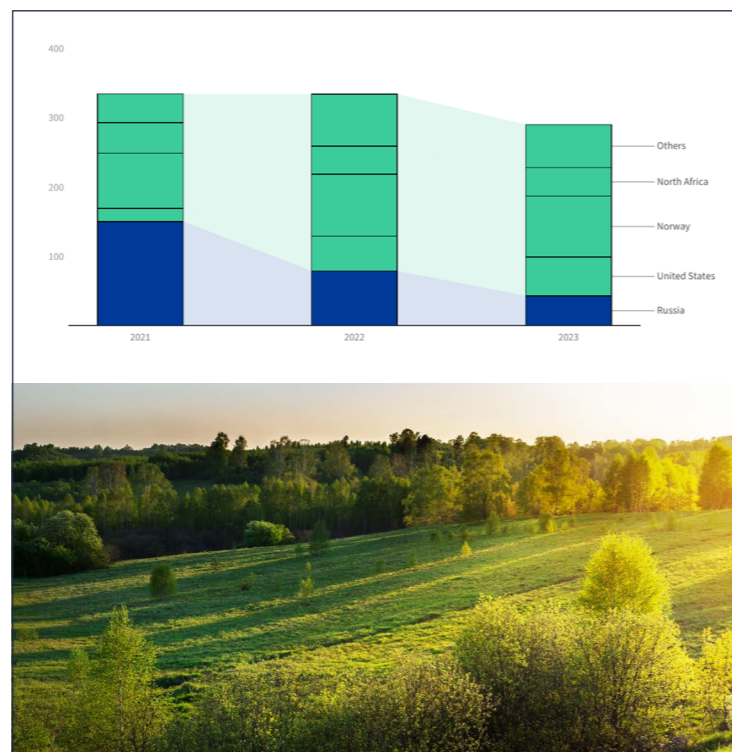 400
300
200
100
Others
North Africa
Norway
United States
Russia
2021 2022 2023